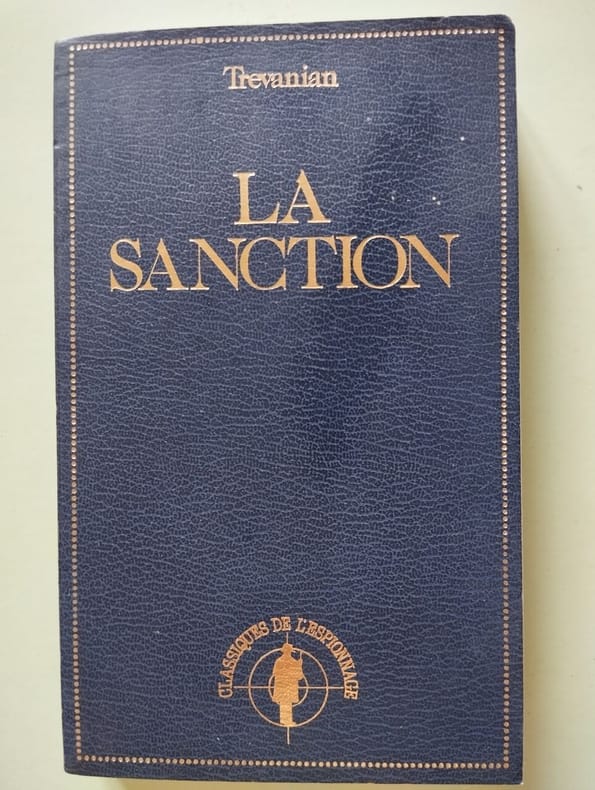 Trevanian
LA
SANCTION
CLASSIQUES DE L'ESPIONNAGE